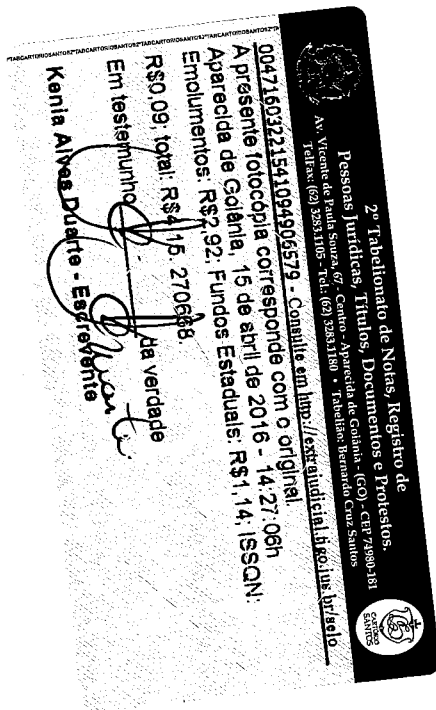 2º Tabelionato de Notas, Registro de
Pessoas Jurídicas, Títulos, Documentos e Protestos.
Av. Vicente de Paula Souza, 67 - Centro - Aparecida de Goiânia - (GO) - CEP 74980-181
TelFax: (62) 3283.1105 - Tel.: (62) 3283.1180 • Tabelião: Bernardo Cruz Santos
CARTÓRIO
SANTOS
00471603221541094906579 - Consulte em http://extrajudicial.tjgo.jus.br/selo
A presente fotocópia corresponde com o original.
Aparecida de Goiânia, 15 de abril de 2016 - 14:27:06h
Emolumentos: R$2,92; Fundos Estaduais: R$1,14; ISSQN:
R$0,09; total: R$4,15. 270668
Em testemunho da verdade
Kenia Alves Duarte - Escrevente